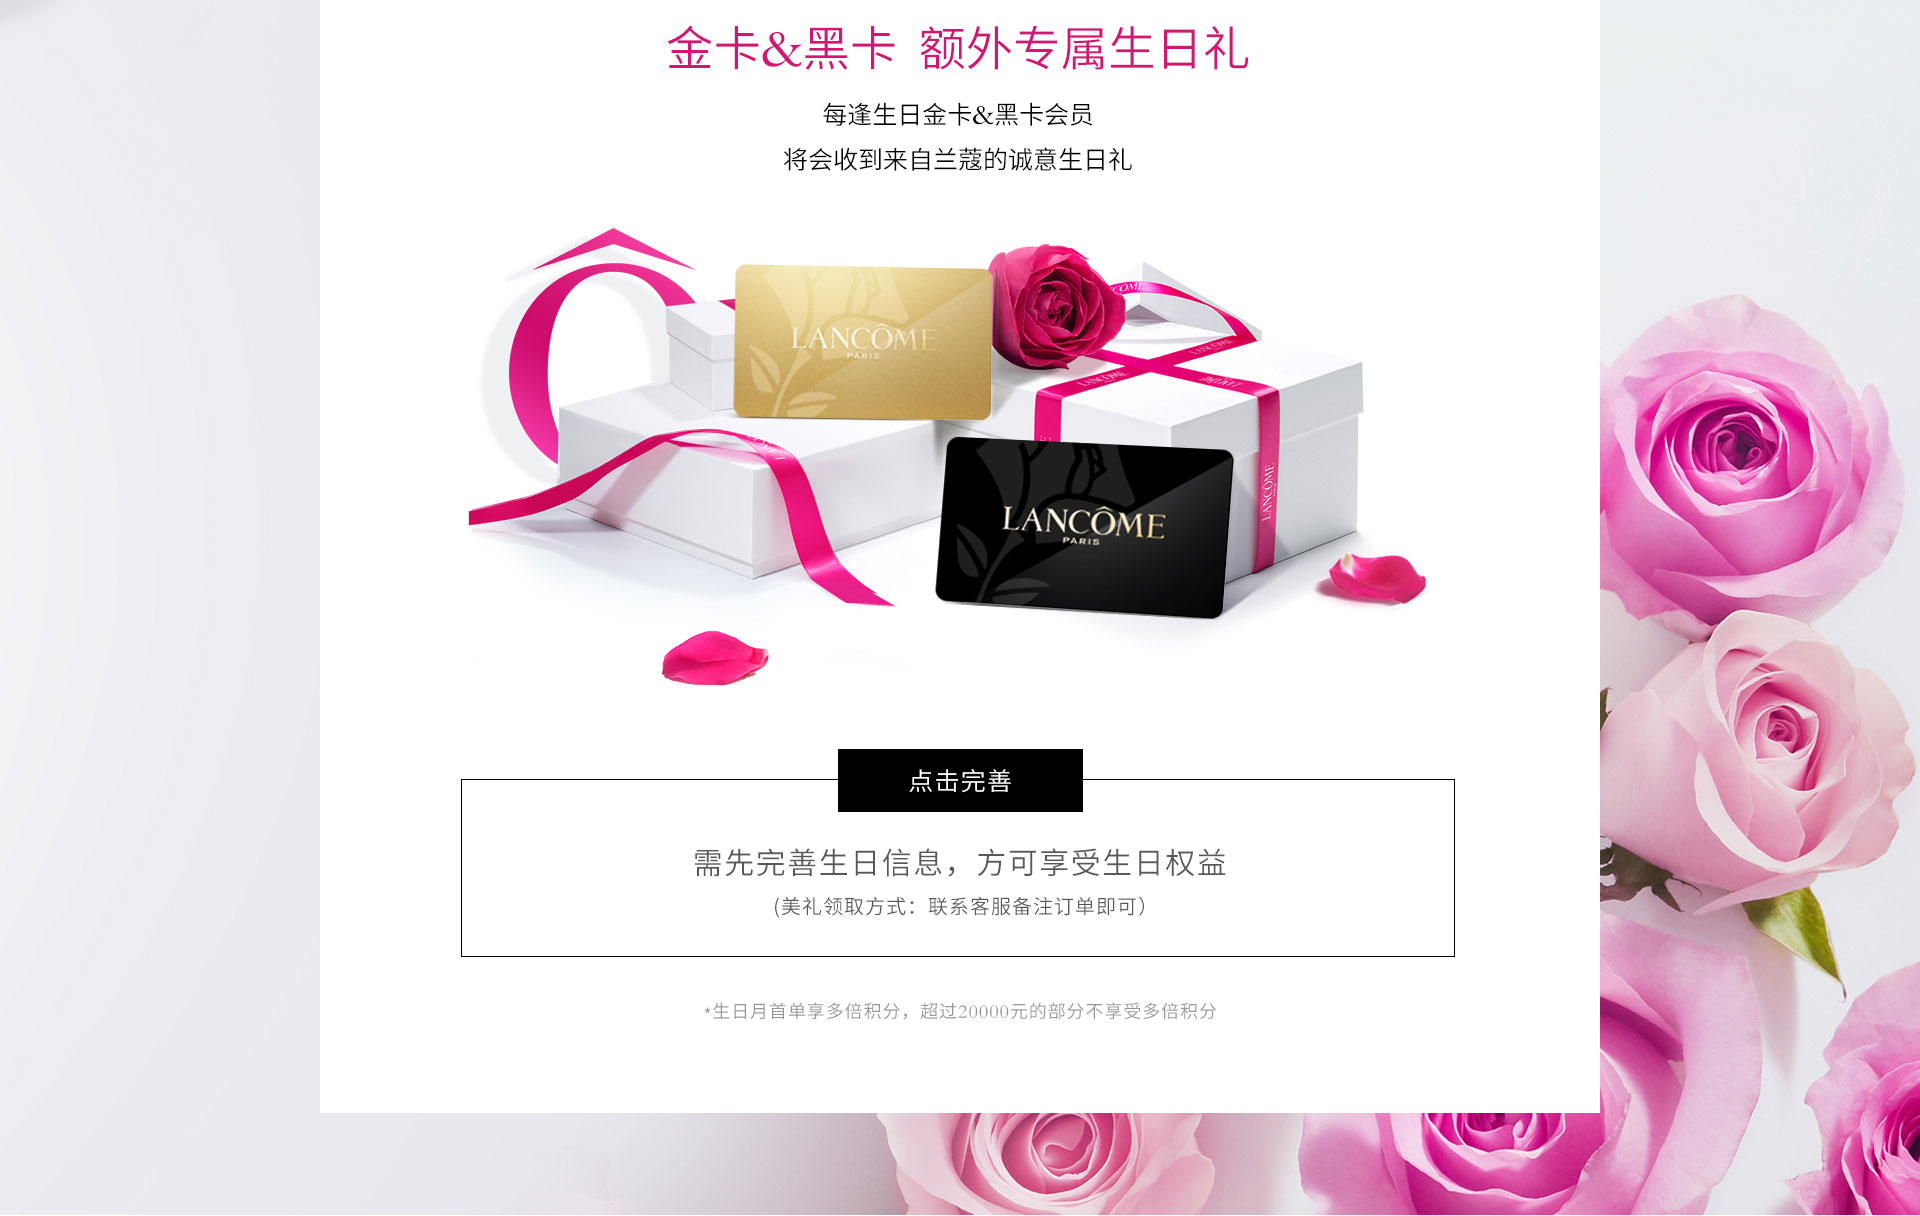 金卡&黑卡 额外专属生日礼
每逢生日金卡&黑卡会员
将会收到来自兰蔻的诚意生日礼
LANCÔME
PARIS
LANCÔME
LANCÔME
LANCÔME
PARIS
点击完善
需先完善生日信息，方可享受生日权益
(美礼领取方式：联系客服备注订单即可）
*生日月首单享多倍积分，超过20000元的部分不享受多倍积分